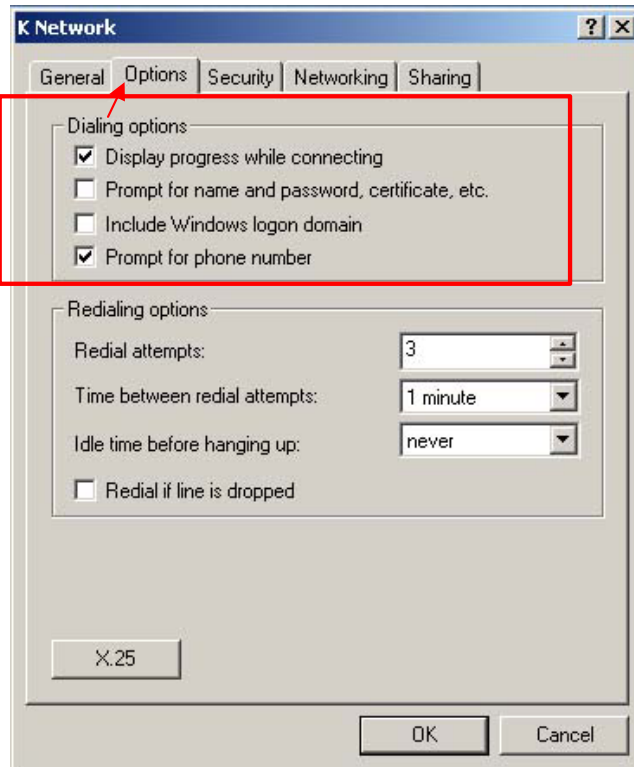 K Network
General Options Security Networking Sharing
Dialing options
Display progress while connecting
Prompt for name and password, certificate, etc.
Include Windows logon domain
Prompt for phone number
Redialing options
Redial attempts: 3
Time between redial attempts: 1 minute
Idle time before hanging up: never
Redial if line is dropped
X.25
OK Cancel